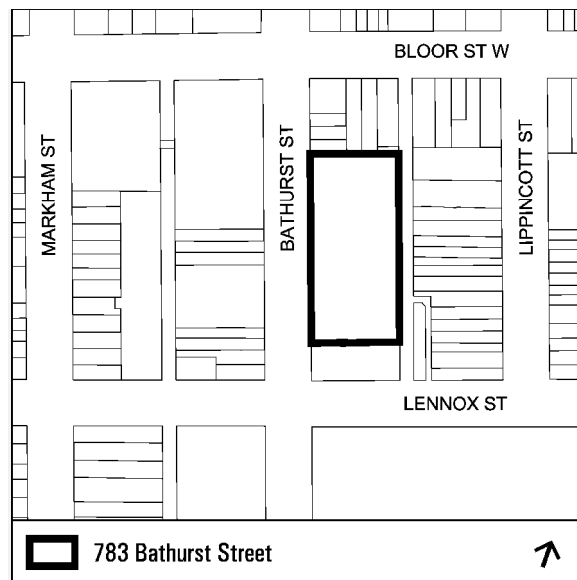 BLOOR ST W
MARKHAM ST
BATHURST ST
LIPPINCOTT ST
LENNOX ST
783 Bathurst Street